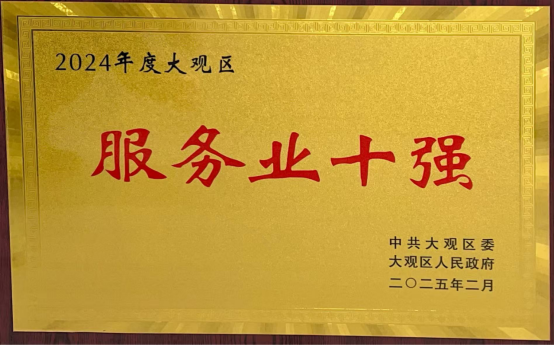 2024年度大观区
服务业十强
中共大观区委
大观区人民政府
二〇二五年二月